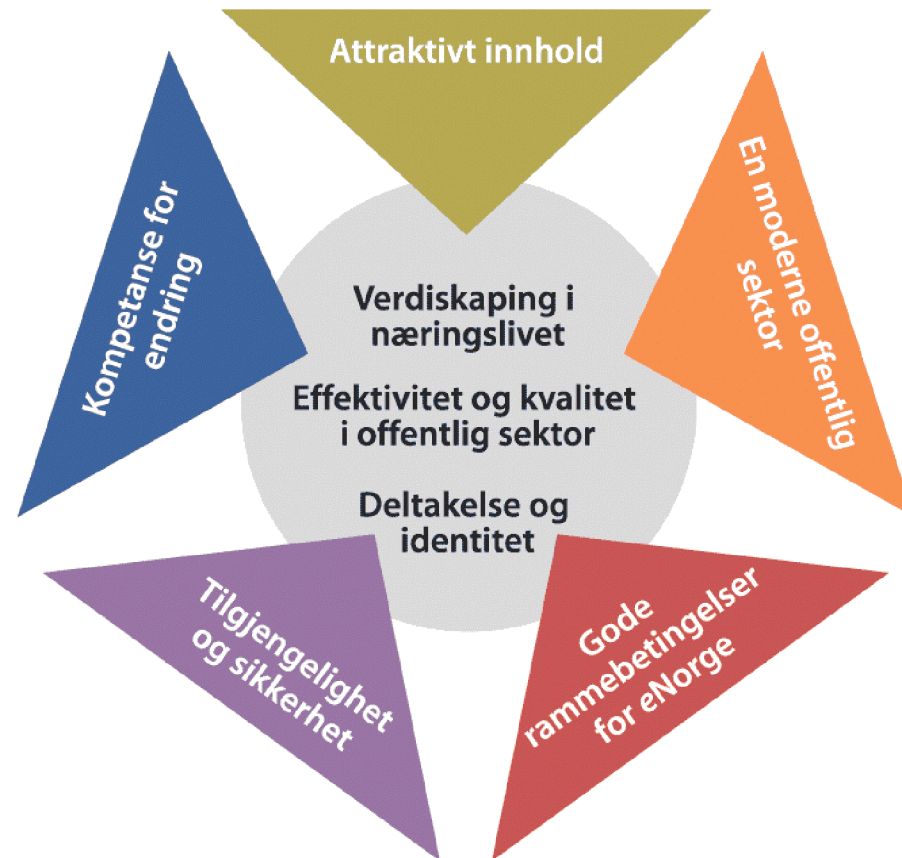 Attraktivt innhold
En moderne offentlig
sektor
Kompetanse for
endring
Verdiskaping i
næringslivet
Effektivitet og kvalitet
i offentlig sektor
Deltakelse og
identitet
Tilgjengelighet
og sikkerhet
Gode
rammebetingelser
for eNorge